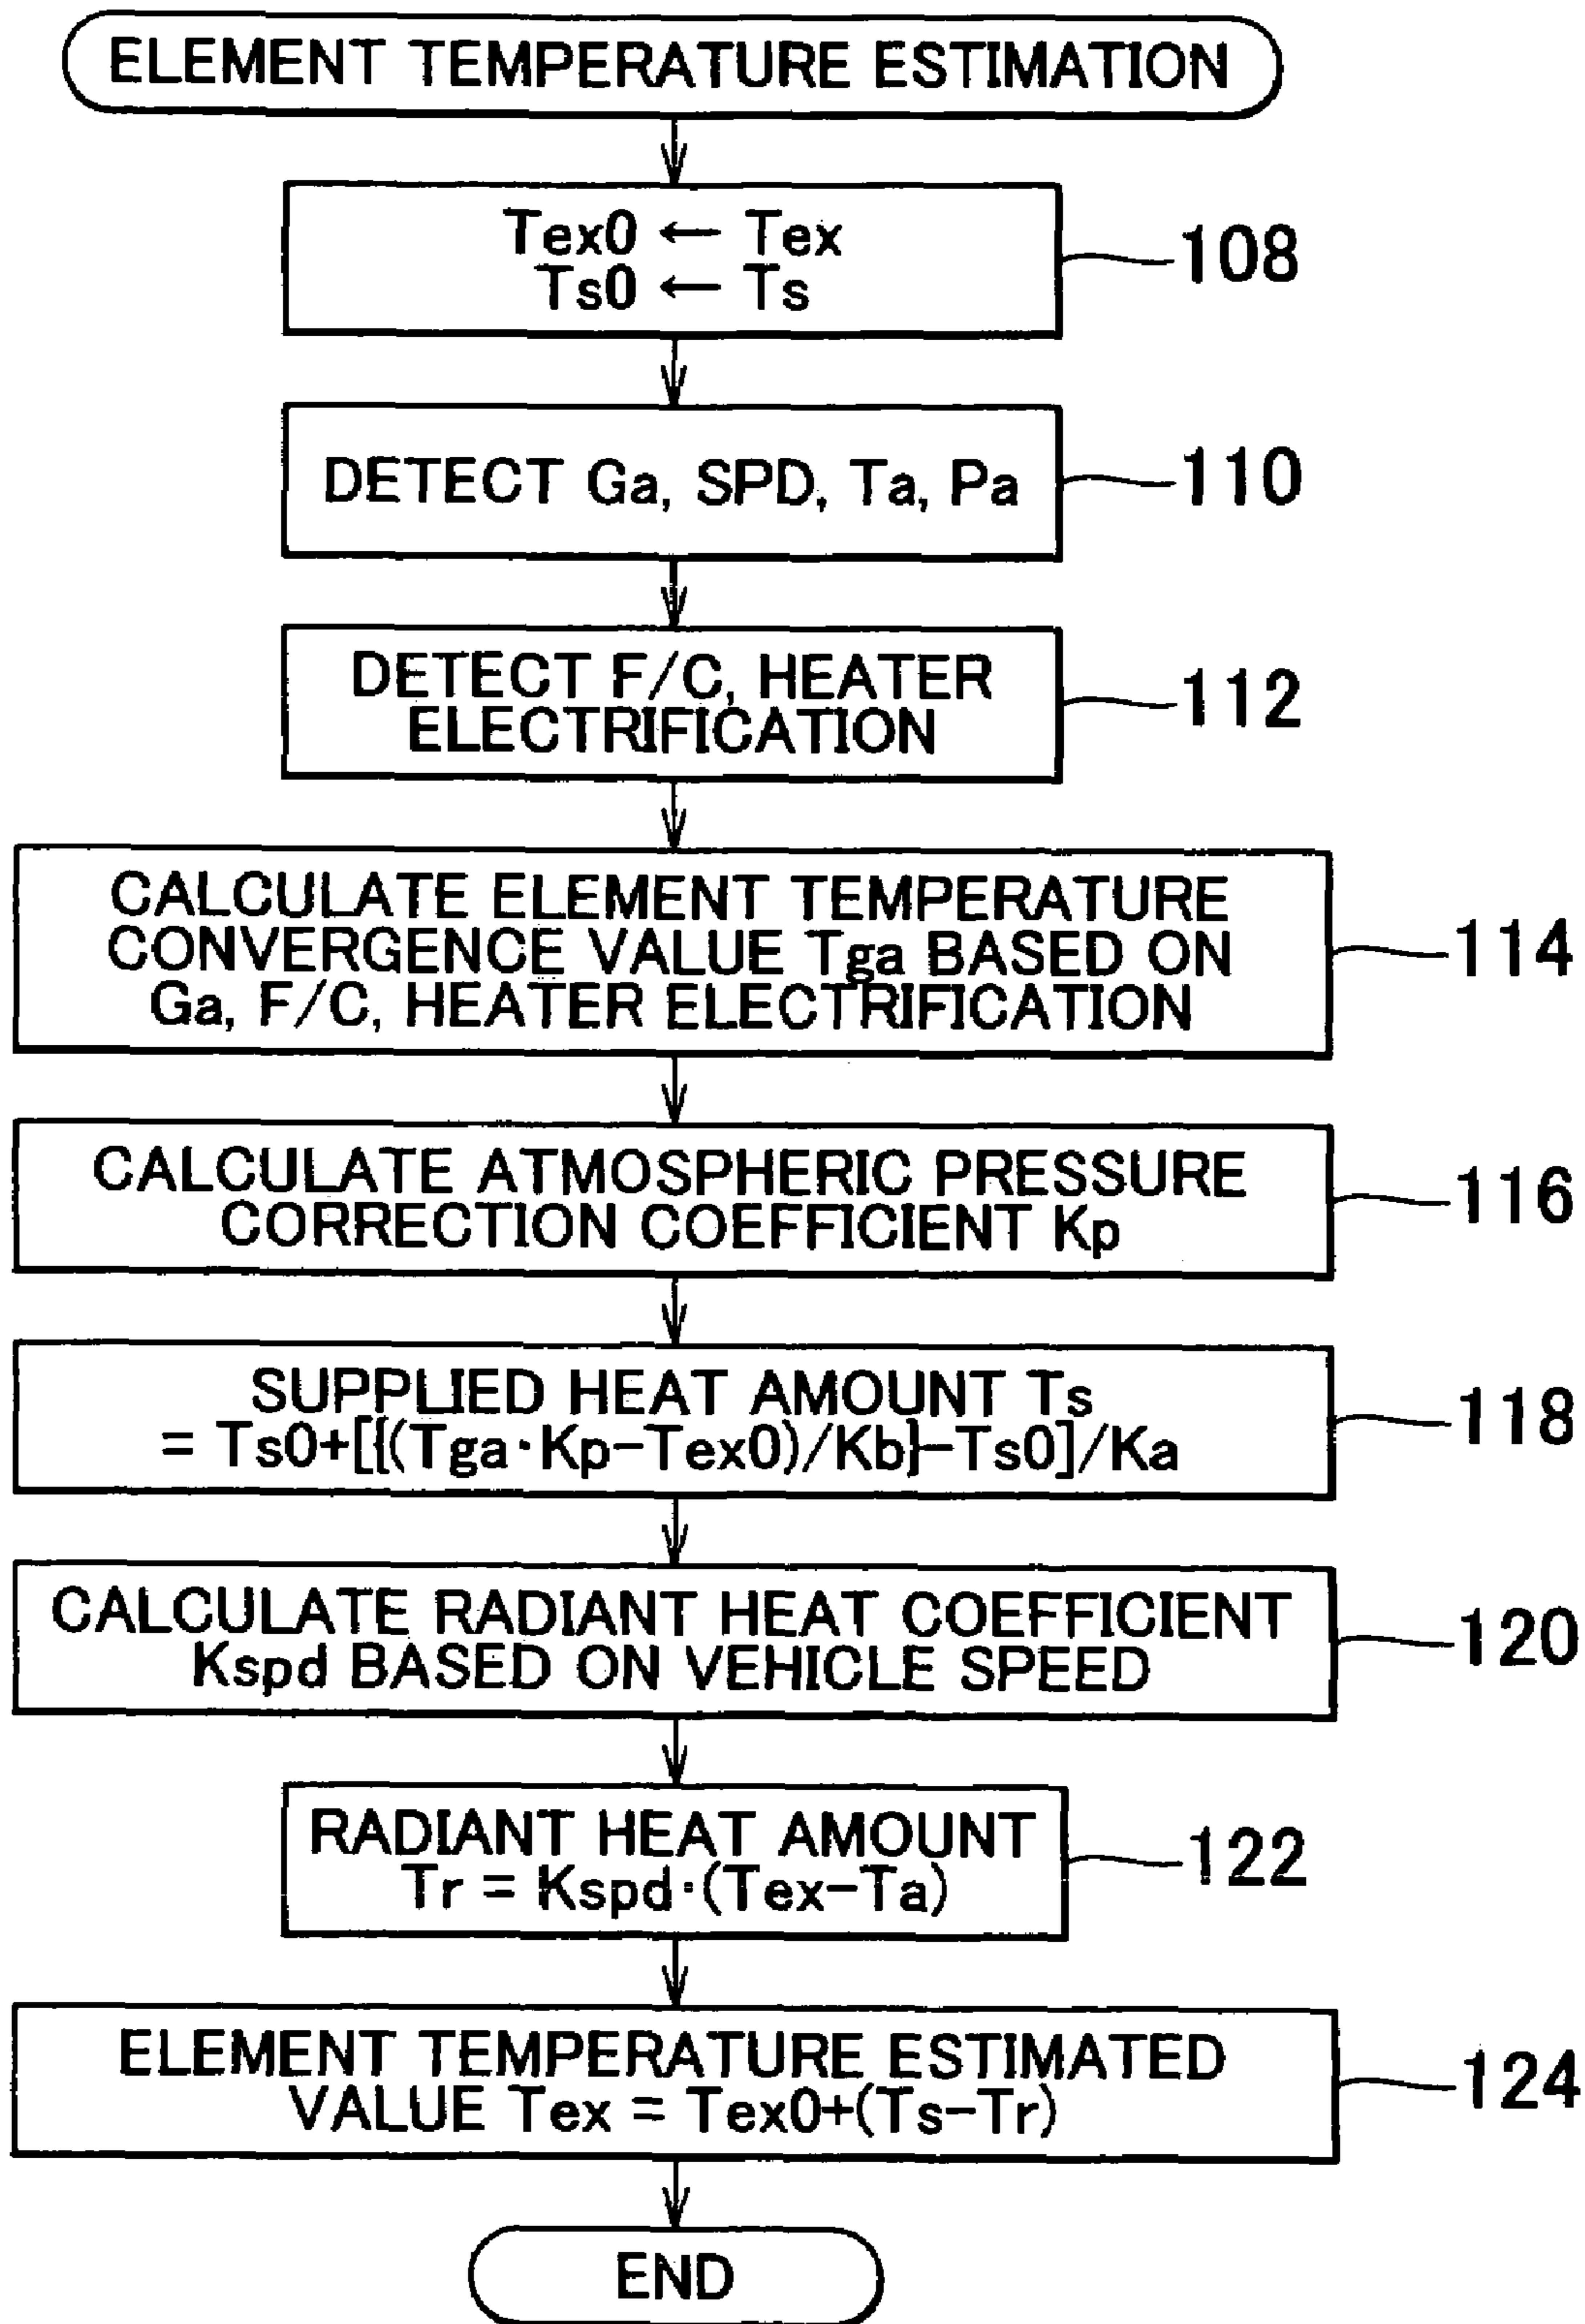 ELEMENT TEMPERATURE ESTIMATION
Tex0 ← Tex
Ts0 ← Ts
108
DETECT Ga, SPD, Ta, Pa
110
DETECT F/C, HEATER
ELECTRIFICATION
112
CALCULATE ELEMENT TEMPERATURE
CONVERGENCE VALUE Tga BASED ON
Ga, F/C, HEATER ELECTRIFICATION
114
CALCULATE ATMOSPHERIC PRESSURE
CORRECTION COEFFICIENT Kp
116
SUPPLIED HEAT AMOUNT Ts
= Ts0+[{(Tga·Kp-Tex0)/Kb}-Ts0]/Ka
118
CALCULATE RADIANT HEAT COEFFICIENT
Kspd BASED ON VEHICLE SPEED
120
RADIANT HEAT AMOUNT
Tr = Kspd·(Tex-Ta)
122
ELEMENT TEMPERATURE ESTIMATED
VALUE Tex = Tex0+(Ts-Tr)
124
END